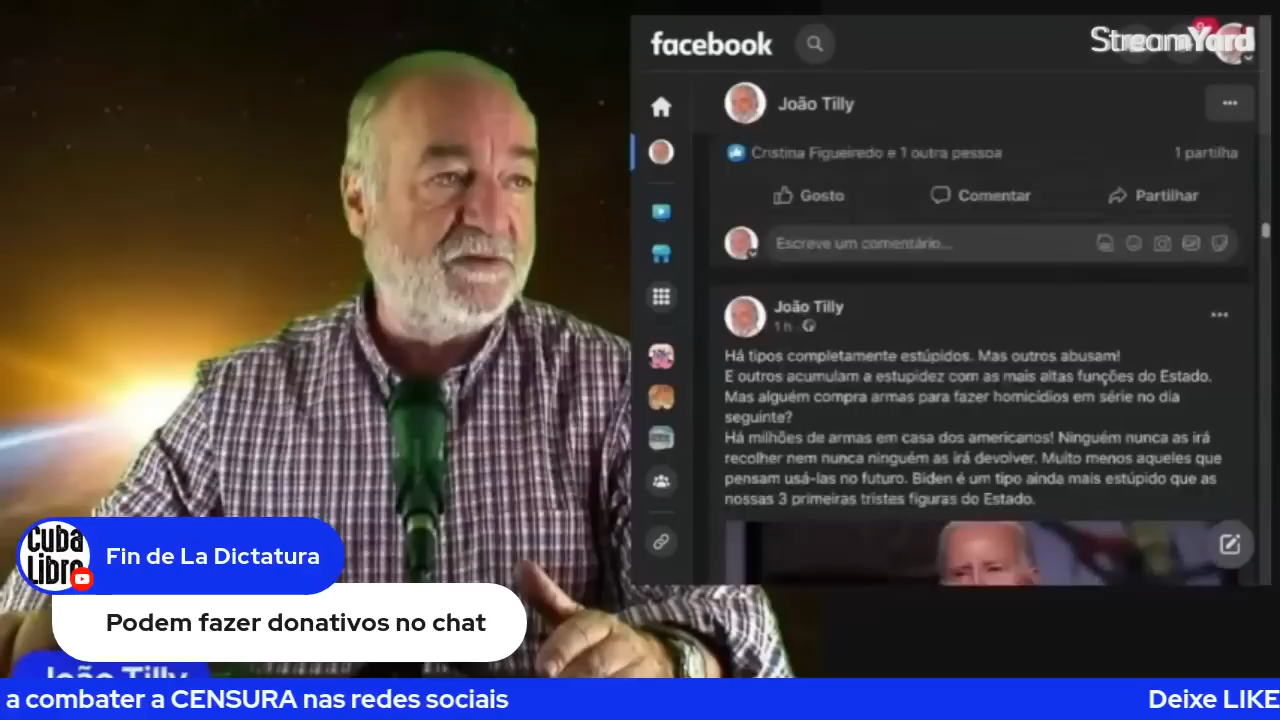 facebook
StreamYard
João Tilly
Cristina Figueiredo e 1 outra pessoa
1 partilha
Gosto
Comentar
Partilhar
Escreve um comentário...
João Tilly
1 h
Há tipos completamente estúpidos. Mas outros abusam!
E outros acumulam a estupidez com as mais altas funções do Estado.
Mas alguém compra armas para fazer homicídios em série no dia
seguinte?
Há milhões de armas em casa dos americanos! Ninguém nunca as irá
recolher nem nunca ninguém as irá devolver. Muito menos aqueles que
pensam usá-las no futuro. Biden é um tipo ainda mais estúpido que as
nossas 3 primeiras tristes figuras do Estado.
Cuba
Libre
Fin de La Dictatura
Podem fazer donativos no chat
João Tilly
a combater a CENSURA nas redes sociais
Deixe LIKE